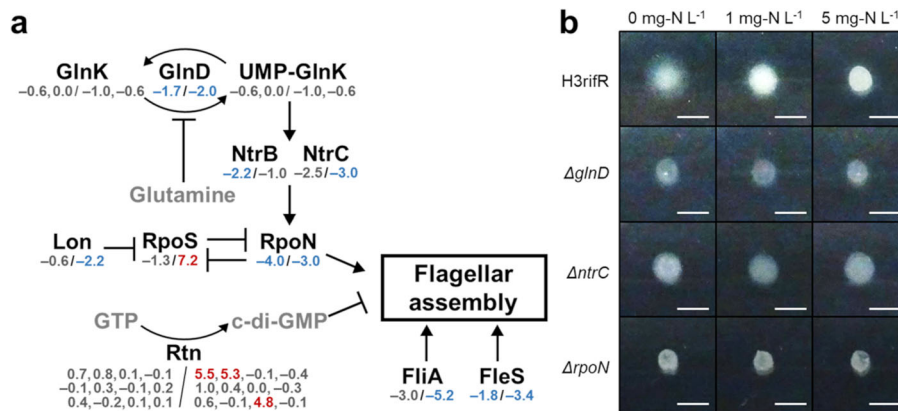 a
GlnK GlnD UMP-GlnK
−0.6, 0.0 / −1.0, −0.6 −1.7/−2.0 −0.6, 0.0 / −1.0, −0.6
NtrB NtrC
−2.2/−1.0 −2.5/−3.0
Glutamine
Lon RpoS RpoN
−0.6/−2.2 −1.3/7.2 −4.0/−3.0
Flagellar
assembly
GTP c-di-GMP
Rtn
0.7, 0.8, 0.1, −0.1 / 5.5, 5.3, −0.1, −0.4
−0.1, 0.3, −0.1, 0.2 / 1.0, 0.4, 0.0, −0.3
0.4, −0.2, 0.1, 0.1 / 0.6, −0.1, 4.8, −0.1
FliA FleS
−3.0/−5.2 −1.8/−3.4
b
0 mg-N L⁻¹ 1 mg-N L⁻¹ 5 mg-N L⁻¹
H3rifR
ΔglnD
ΔntrC
ΔrpoN